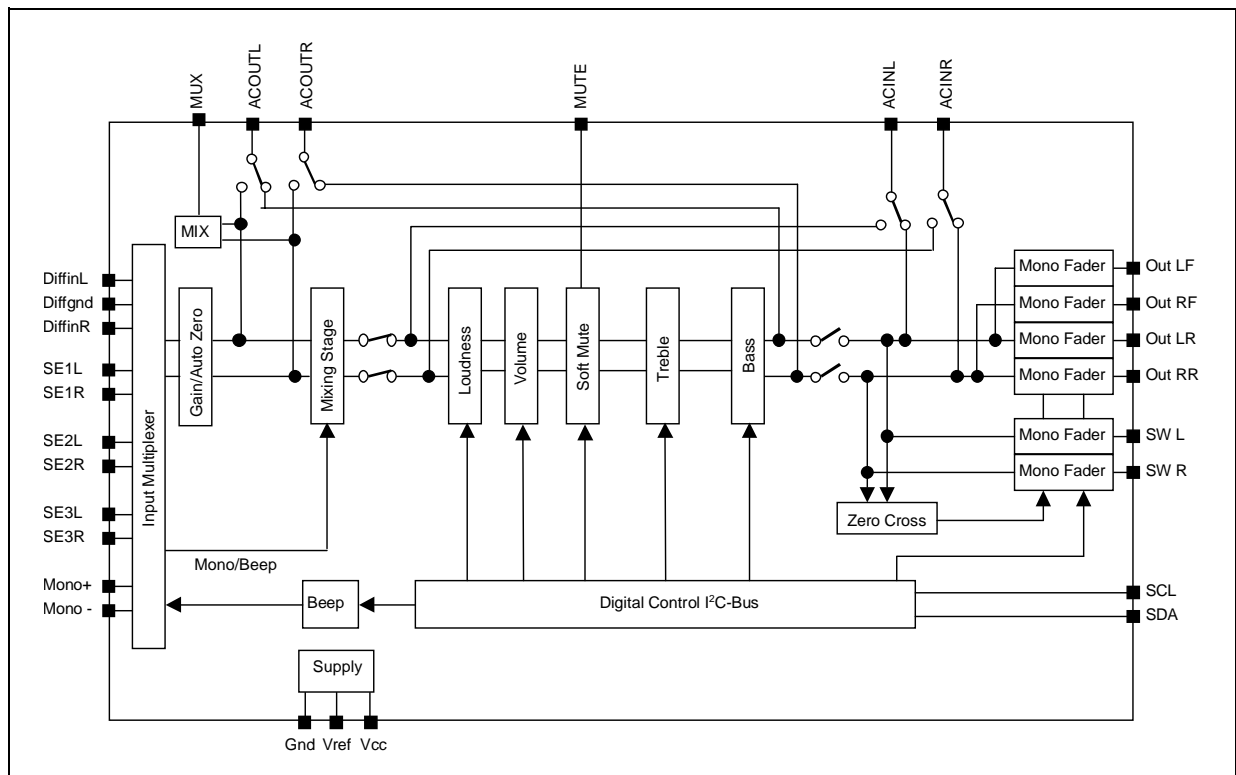 MUX
ACOUTL
ACOUTR
MUTE
ACINL
ACINR
MIX
DiffinL
Diffgnd
DiffinR
SE1L
SE1R
SE2L
SE2R
SE3L
SE3R
Mono+
Mono -
Input Multiplexer
Gain/Auto Zero
Mixing Stage
Loudness
Volume
Soft Mute
Treble
Bass
Mono Fader
Mono Fader
Mono Fader
Mono Fader
Mono Fader
Mono Fader
Out LF
Out RF
Out LR
Out RR
SW L
SW R
Zero Cross
Mono/Beep
Beep
Digital Control I²C-Bus
SCL
SDA
Supply
Gnd
Vref
Vcc